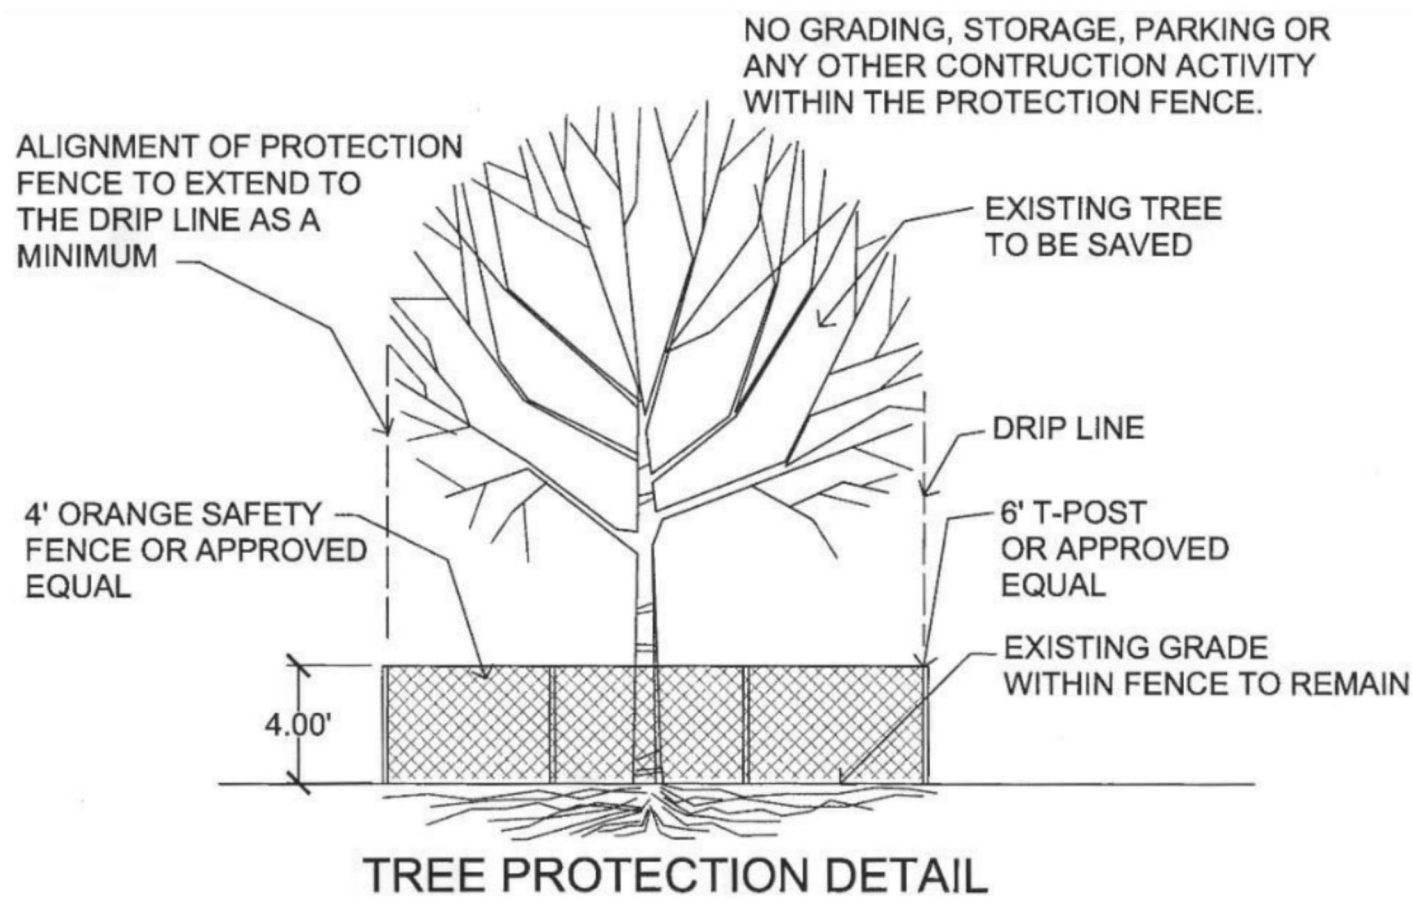 NO GRADING, STORAGE, PARKING OR
ANY OTHER CONTRUCTION ACTIVITY
WITHIN THE PROTECTION FENCE.
ALIGNMENT OF PROTECTION
FENCE TO EXTEND TO
THE DRIP LINE AS A
MINIMUM
EXISTING TREE
TO BE SAVED
DRIP LINE
4' ORANGE SAFETY
FENCE OR APPROVED
EQUAL
6' T-POST
OR APPROVED
EQUAL
EXISTING GRADE
WITHIN FENCE TO REMAIN
4.00'
TREE PROTECTION DETAIL